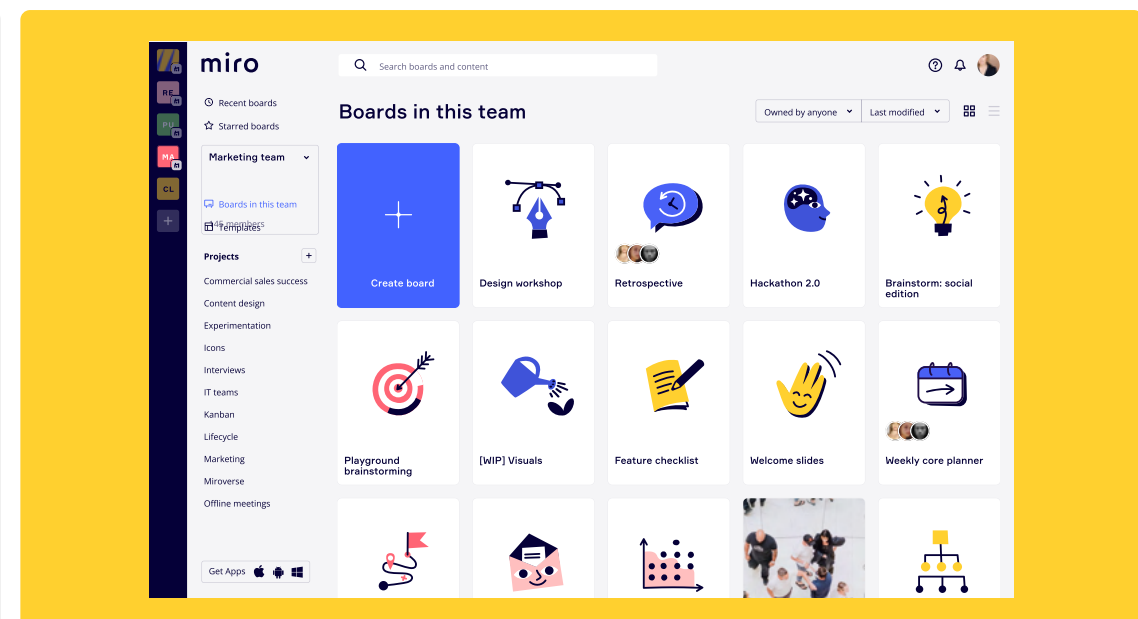 miro
Search boards and content
RE
PU
MA
CL
Recent boards
Starred boards
Marketing team
Boards in this team
145 members
Templates
Projects
Commercial sales success
Content design
Experimentation
Icons
Interviews
IT teams
Kanban
Lifecycle
Marketing
Miroverse
Offline meetings
Get Apps
Boards in this team
Owned by anyone
Last modified
Create board
Design workshop
Retrospective
Hackathon 2.0
Brainstorm: social
edition
Playground
brainstorming
[WIP] Visuals
Feature checklist
Welcome slides
Weekly core planner